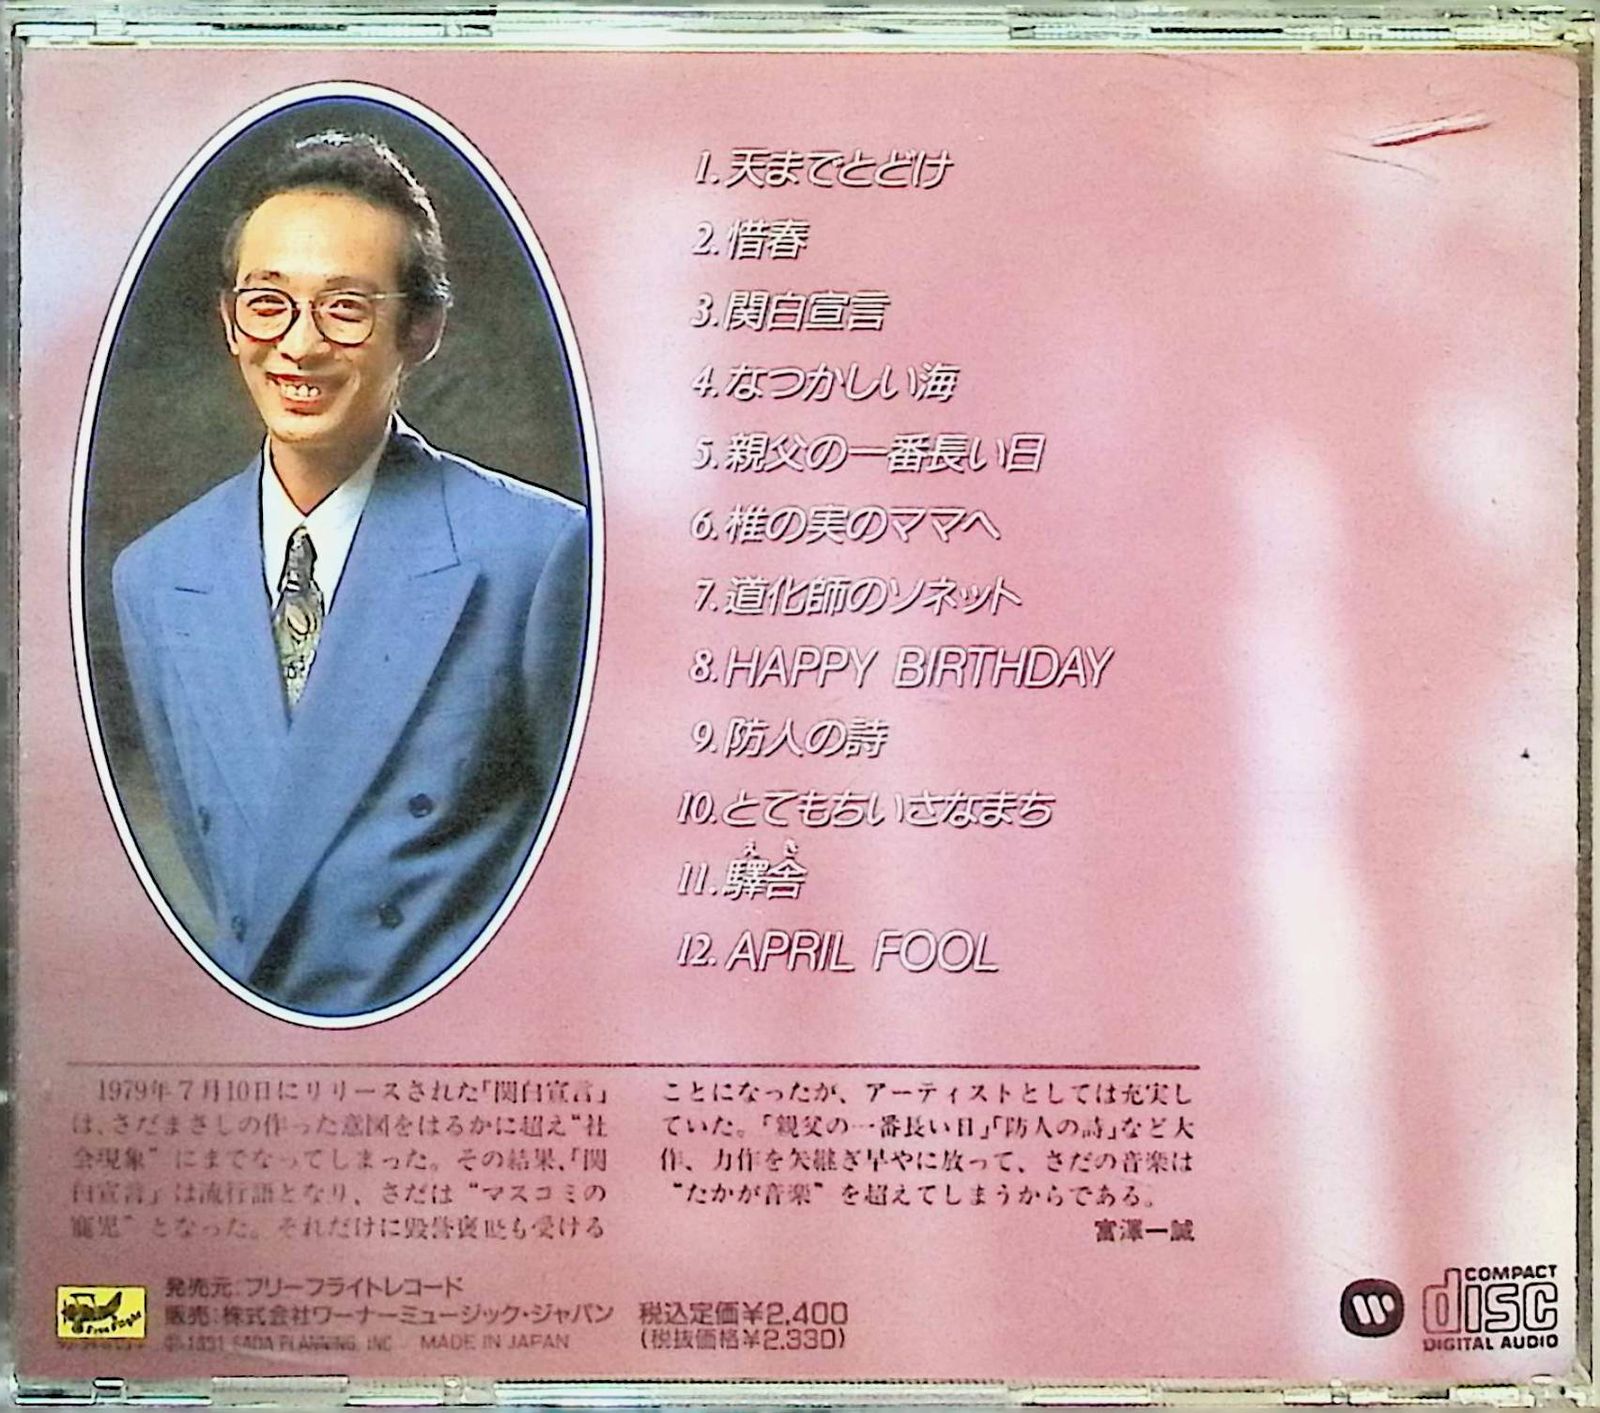 1. 天までとどけ
2. 惜春
3. 関白宣言
4. なつかしい海
5. 親父の一番長い日
6. 椎の実のママへ
7. 道化師のソネット
8. HAPPY BIRTHDAY
9. 防人の詩
10. とてもちいさなまち
えき
11. 驛舎
12. APRIL FOOL
1979年7月10日にリリースされた「関白宣言」
は、さだまさしの作った意図をはるかに超え“社
会現象”にまでなってしまった。その結果、「関
白宣言」は流行語となり、さだは“マスコミの
寵児”となった。それだけに毀誉褒貶も受ける
ことになったが、アーティストとしては充実し
ていた。「親父の一番長い日」「防人の詩」など大
作、力作を矢継ぎ早やに放って、さだの音楽は
“たかが音楽”を超えてしまうからである。
富澤一誠
Free Flight
発売元:フリーフライトレコード
販売:株式会社ワーナーミュージック・ジャパン
℗ 1991 SADA PLANNING, INC MADE IN JAPAN
税込定価¥2,400
(税抜価格¥2,330)
COMPACT
disc
DIGITAL AUDIO